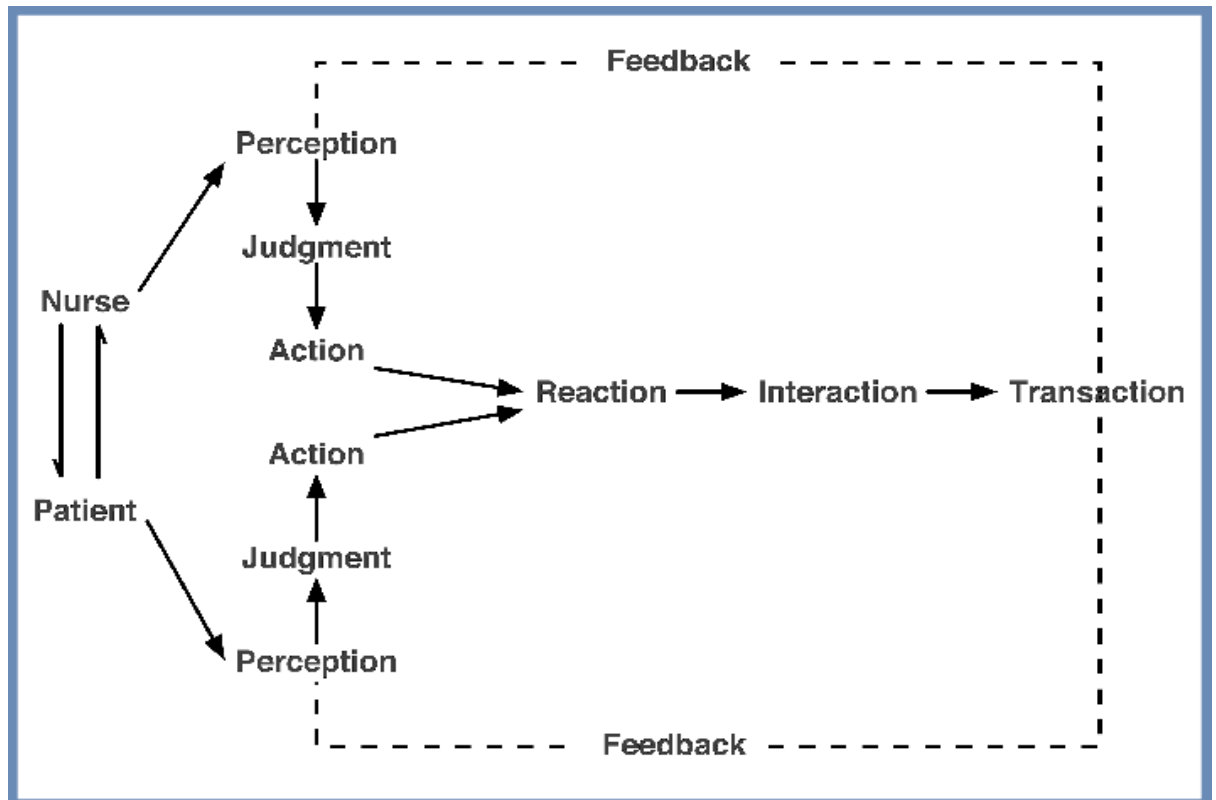 Feedback
Perception
Judgment
Nurse
Action
Reaction
Interaction
Transaction
Action
Patient
Judgment
Perception
Feedback